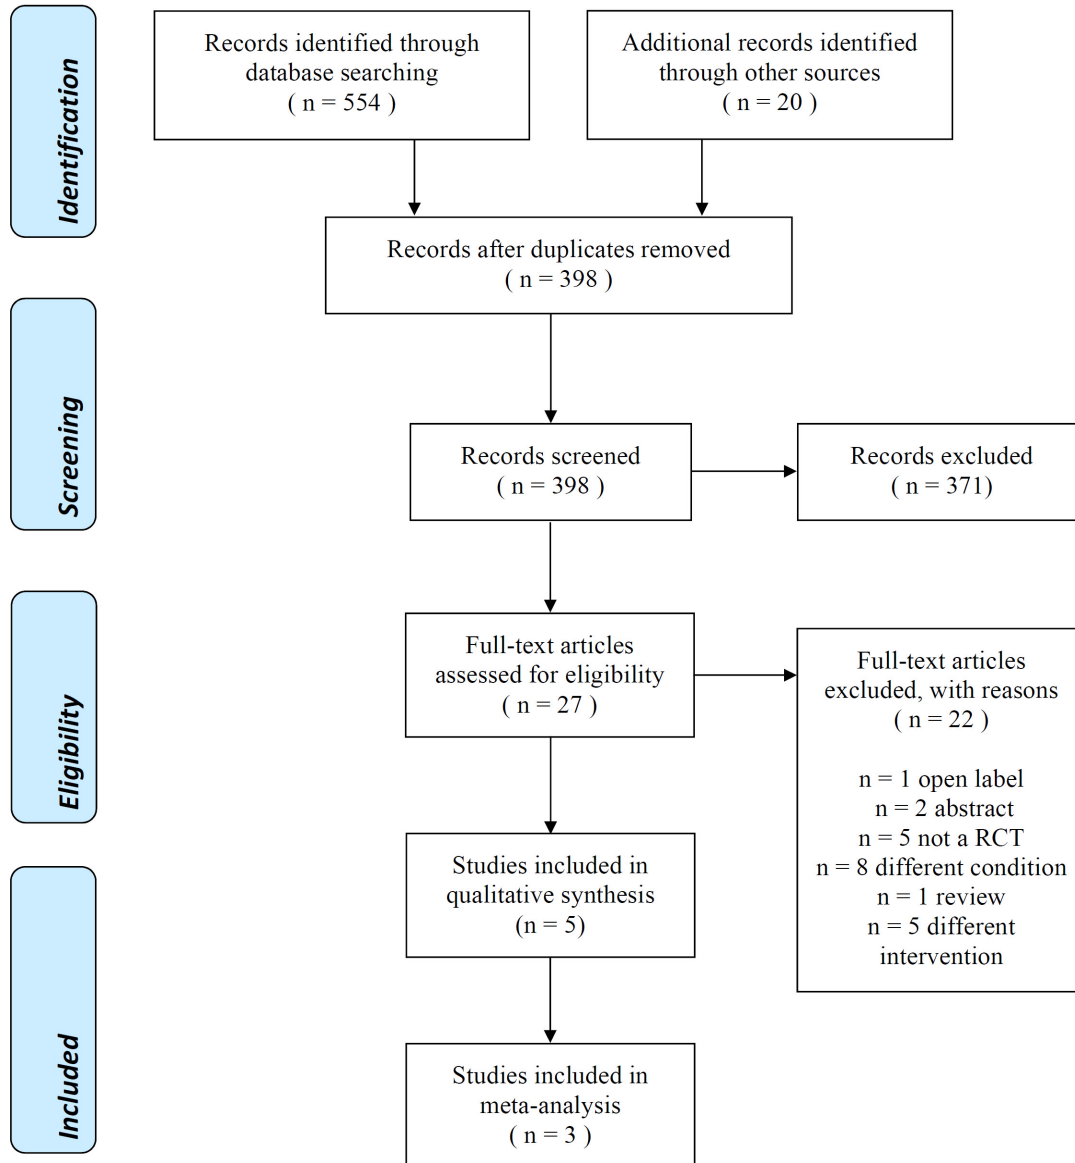 Identification
Records identified through
database searching
( n = 554 )
Additional records identified
through other sources
( n = 20 )
Records after duplicates removed
( n = 398 )
Screening
Records screened
( n = 398 )
Records excluded
( n = 371)
Eligibility
Full-text articles
assessed for eligibility
( n = 27 )
Full-text articles
excluded, with reasons
( n = 22 )
n = 1 open label
n = 2 abstract
n = 5 not a RCT
n = 8 different condition
n = 1 review
n = 5 different
intervention
Studies included in
qualitative synthesis
(n = 5)
Included
Studies included in
meta-analysis
( n = 3 )